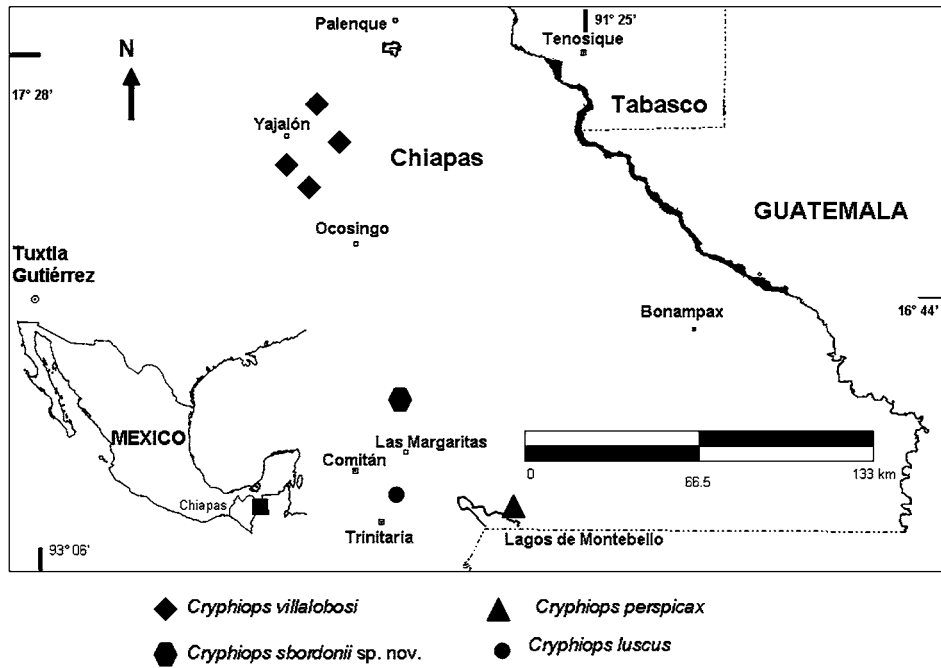 Palenque
91° 25'
Tenosique
N
17° 28'
Tabasco
Yajalón
Chiapas
GUATEMALA
Ocosingo
Tuxtla
Gutiérrez
16° 44'
Bonampax
MEXICO
Las Margaritas
Comitán
0
66.5
133 km
Chiapas
Trinitaria
Lagos de Montebello
93° 06'
Cryphiops villalobosi
Cryphiops perspicax
Cryphiops sbordonii sp. nov.
Cryphiops luscus